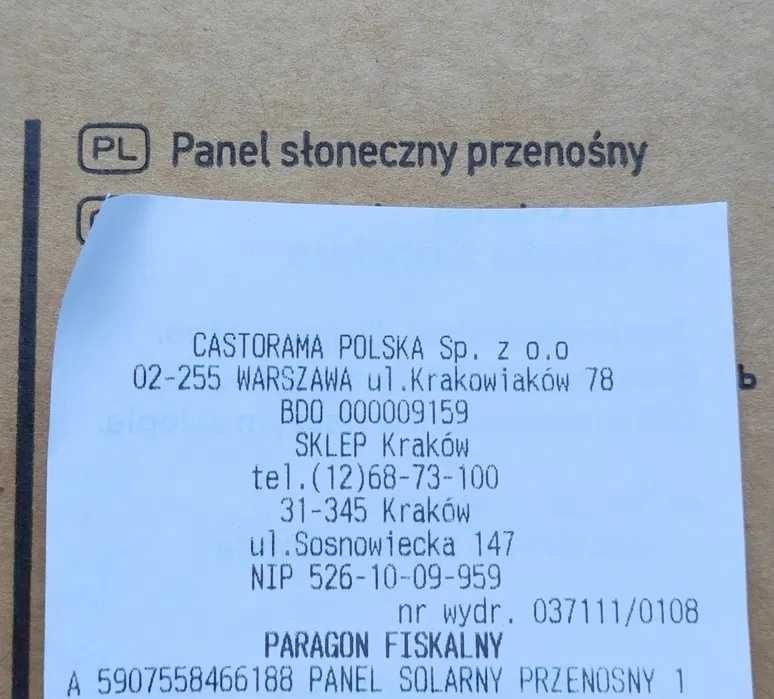 PL Panel słoneczny przenośny
CASTORAMA POLSKA Sp. z o.o
02-255 WARSZAWA ul.Krakowiaków 78
BDO 000009159
SKLEP Kraków
tel.(12)68-73-100
31-345 Kraków
ul.Sosnowiecka 147
NIP 526-10-09-959
nr wydr. 037111/0108
PARAGON FISKALNY
A 5907558466188 PANEL SOLARNY PRZENOSNY 1